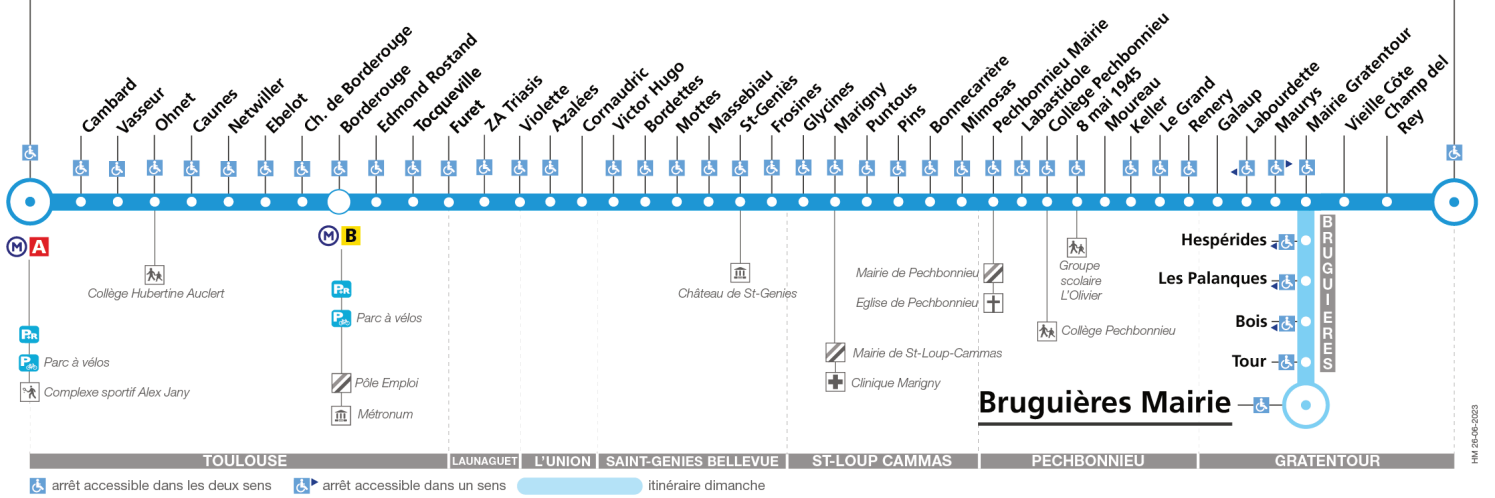 Cambard
Vasseur
Ohnet
Caunes
Netwiller
Ebelot
Ch. de Borderouge
Borderouge
Edmond Rostand
Tocqueville
Furet
ZA Triasis
Violette
Azalées
Cornaudric
Victor Hugo
Bordettes
Mottes
Massebiau
St-Geniès
Frosines
Glycines
Marigny
Puntous
Pins
Bonnecarrère
Mimosas
Pechbonnieu Mairie
Labastidole
Collège Pechbonnieu
8 mai 1945
Moureau
Keller
Le Grand
Renery
Galaup
Labourdette
Maurys
Mairie Gratentour
Vieille Côte
Champ del
Rey
M A
M B
BRUGUIERES
Hespérides
Les Palanques
Bois
Tour
Bruguières Mairie
Collège Hubertine Auclert
P+R
P
Parc à vélos
Complexe sportif Alex Jany
P+R
P
Parc à vélos
Pôle Emploi
Métronum
Château de St-Genies
Mairie de St-Loup-Cammas
Clinique Marigny
Mairie de Pechbonnieu
Eglise de Pechbonnieu
Groupe
scolaire
L'Olivier
Collège Pechbonnieu
HM 26-06-2023
TOULOUSE
LAUNAGUET
L'UNION
SAINT-GENIES BELLEVUE
ST-LOUP CAMMAS
PECHBONNIEU
GRATENTOUR
arrêt accessible dans les deux sens
arrêt accessible dans un sens
itinéraire dimanche